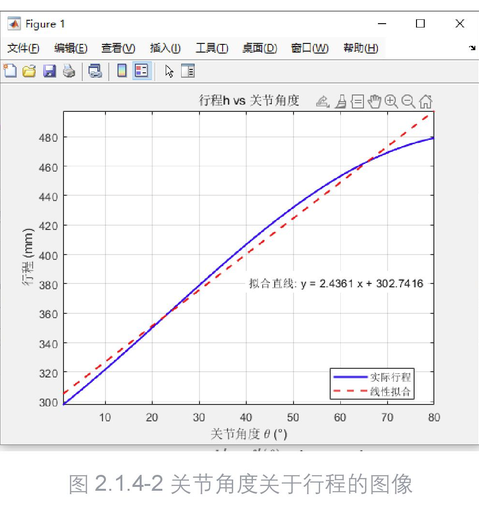 Figure 1
文件(F) 编辑(E) 查看(V) 插入(I) 工具(T) 桌面(D) 窗口(W) 帮助(H)
行程h vs 关节角度
480
460
440
420
400
380
360
340
320
300
行程 (mm)
拟合直线: y = 2.4361 x + 302.7416
实际行程
线性拟合
10 20 30 40 50 60 70 80
关节角度 θ (°)
图 2.1.4-2 关节角度关于行程的图像